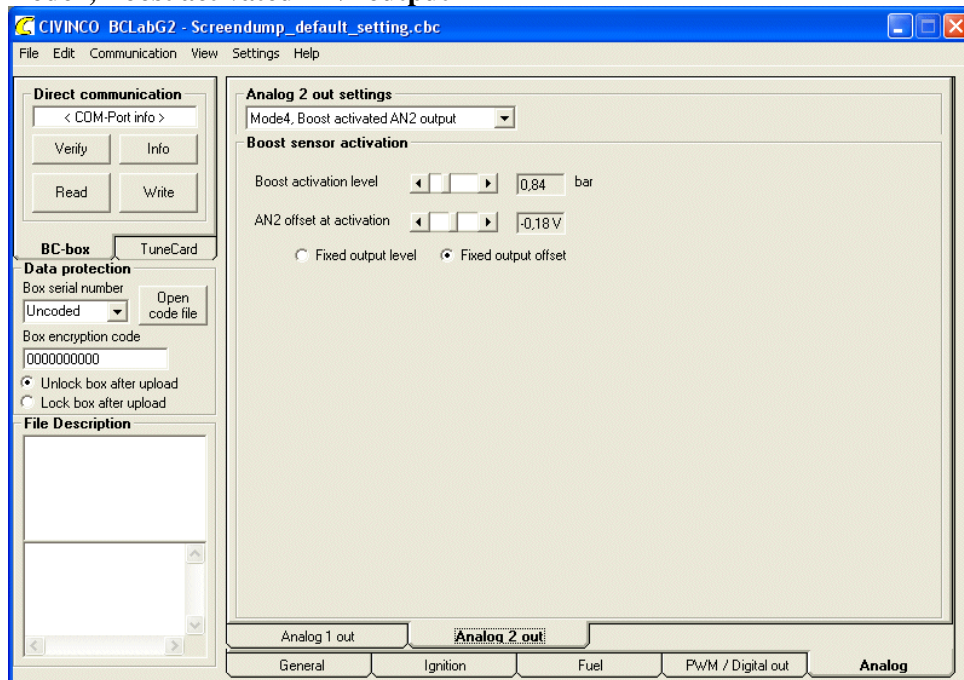 CIVINCO BCLabG2 - Screendump_default_setting.cbc
File Edit Communication View Settings Help
Direct communication
< COM-Port info >
Verify Info
Read Write
BC-box TuneCard
Data protection
Box serial number
Uncoded
Open code file
Box encryption code
0000000000
Unlock box after upload
Lock box after upload
File Description
Analog 2 out settings
Mode4, Boost activated AN2 output
Boost sensor activation
Boost activation level 0,84 bar
AN2 offset at activation -0,18 V
Fixed output level Fixed output offset
Analog 1 out Analog 2 out
General Ignition Fuel PWM / Digital out Analog